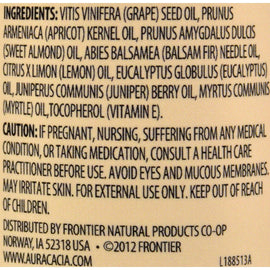 INGREDIENTS: VITIS VINIFERA (GRAPE) SEED OIL, PRUNUS
ARMENIACA (APRICOT) KERNEL OIL, PRUNUS AMYGDALUS DULCIS
(SWEET ALMOND) OIL, ABIES BALSAMEA (BALSAM FIR) NEEDLE OIL,
CITRUS X LIMON (LEMON) OIL, EUCALYPTUS GLOBULUS (EUCALYPTUS)
OIL, JUNIPERUS COMMUNIS (JUNIPER) BERRY OIL, MYRTUS COMMUNIS
(MYRTLE) OIL, TOCOPHEROL (VITAMIN E).
CAUTION: IF PREGNANT, NURSING, SUFFERING FROM ANY MEDICAL
CONDITION, OR TAKING MEDICATION, CONSULT A HEALTH CARE
PRACTITIONER BEFORE USE. AVOID EYES AND MUCOUS MEMBRANES.
MAY IRRITATE SKIN. FOR EXTERNAL USE ONLY. KEEP OUT OF REACH
OF CHILDREN.
DISTRIBUTED BY FRONTIER NATURAL PRODUCTS CO-OP
NORWAY, IA 52318 USA ©2012 FRONTIER
WWW.AURACACIA.COM L188513A